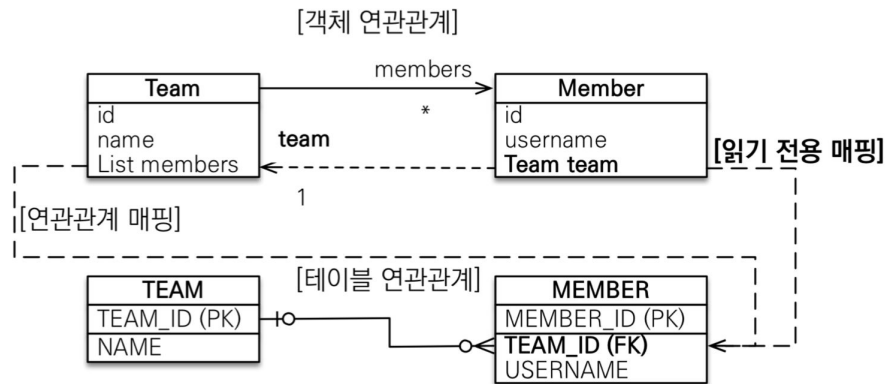 [객체 연관관계]
members
Team
Member
id
name
List members
team
*
id
username
Team team
[읽기 전용 매핑]
1
[연관관계 매핑]
[테이블 연관관계]
TEAM
TEAM_ID (PK)
NAME
MEMBER
MEMBER_ID (PK)
TEAM_ID (FK)
USERNAME